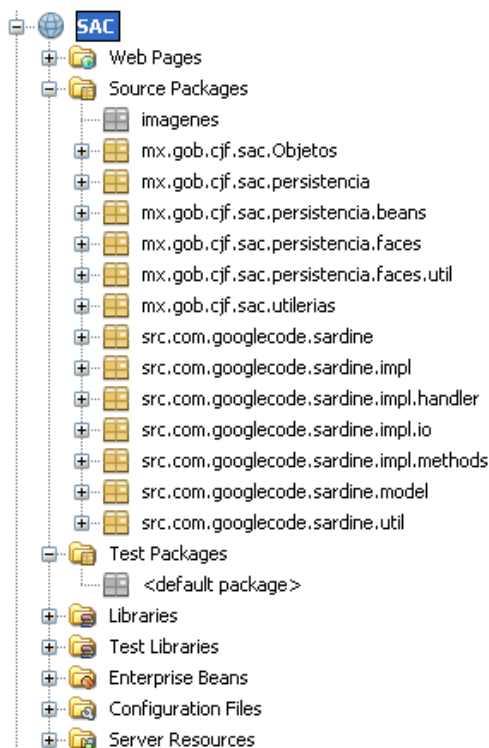 SAC
Web Pages
Source Packages
imagenes
mx.gob.cjf.sac.Objetos
mx.gob.cjf.sac.persistencia
mx.gob.cjf.sac.persistencia.beans
mx.gob.cjf.sac.persistencia.faces
mx.gob.cjf.sac.persistencia.faces.util
mx.gob.cjf.sac.utilerias
src.com.googlecode.sardine
src.com.googlecode.sardine.impl
src.com.googlecode.sardine.impl.handler
src.com.googlecode.sardine.impl.io
src.com.googlecode.sardine.impl.methods
src.com.googlecode.sardine.model
src.com.googlecode.sardine.util
Test Packages
<default package>
Libraries
Test Libraries
Enterprise Beans
Configuration Files
Server Resources